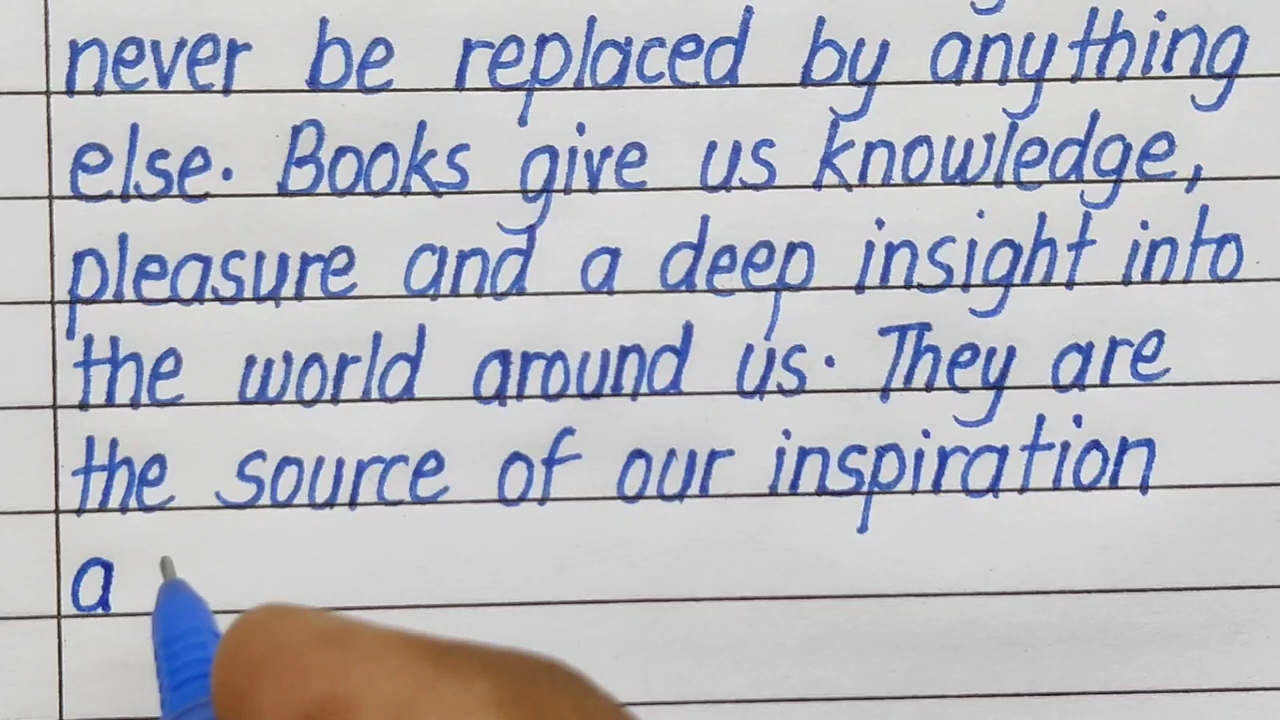 never be replaced by anything
else. Books give us knowledge,
pleasure and a deep insight into
the world around us. They are
the source of our inspiration
a